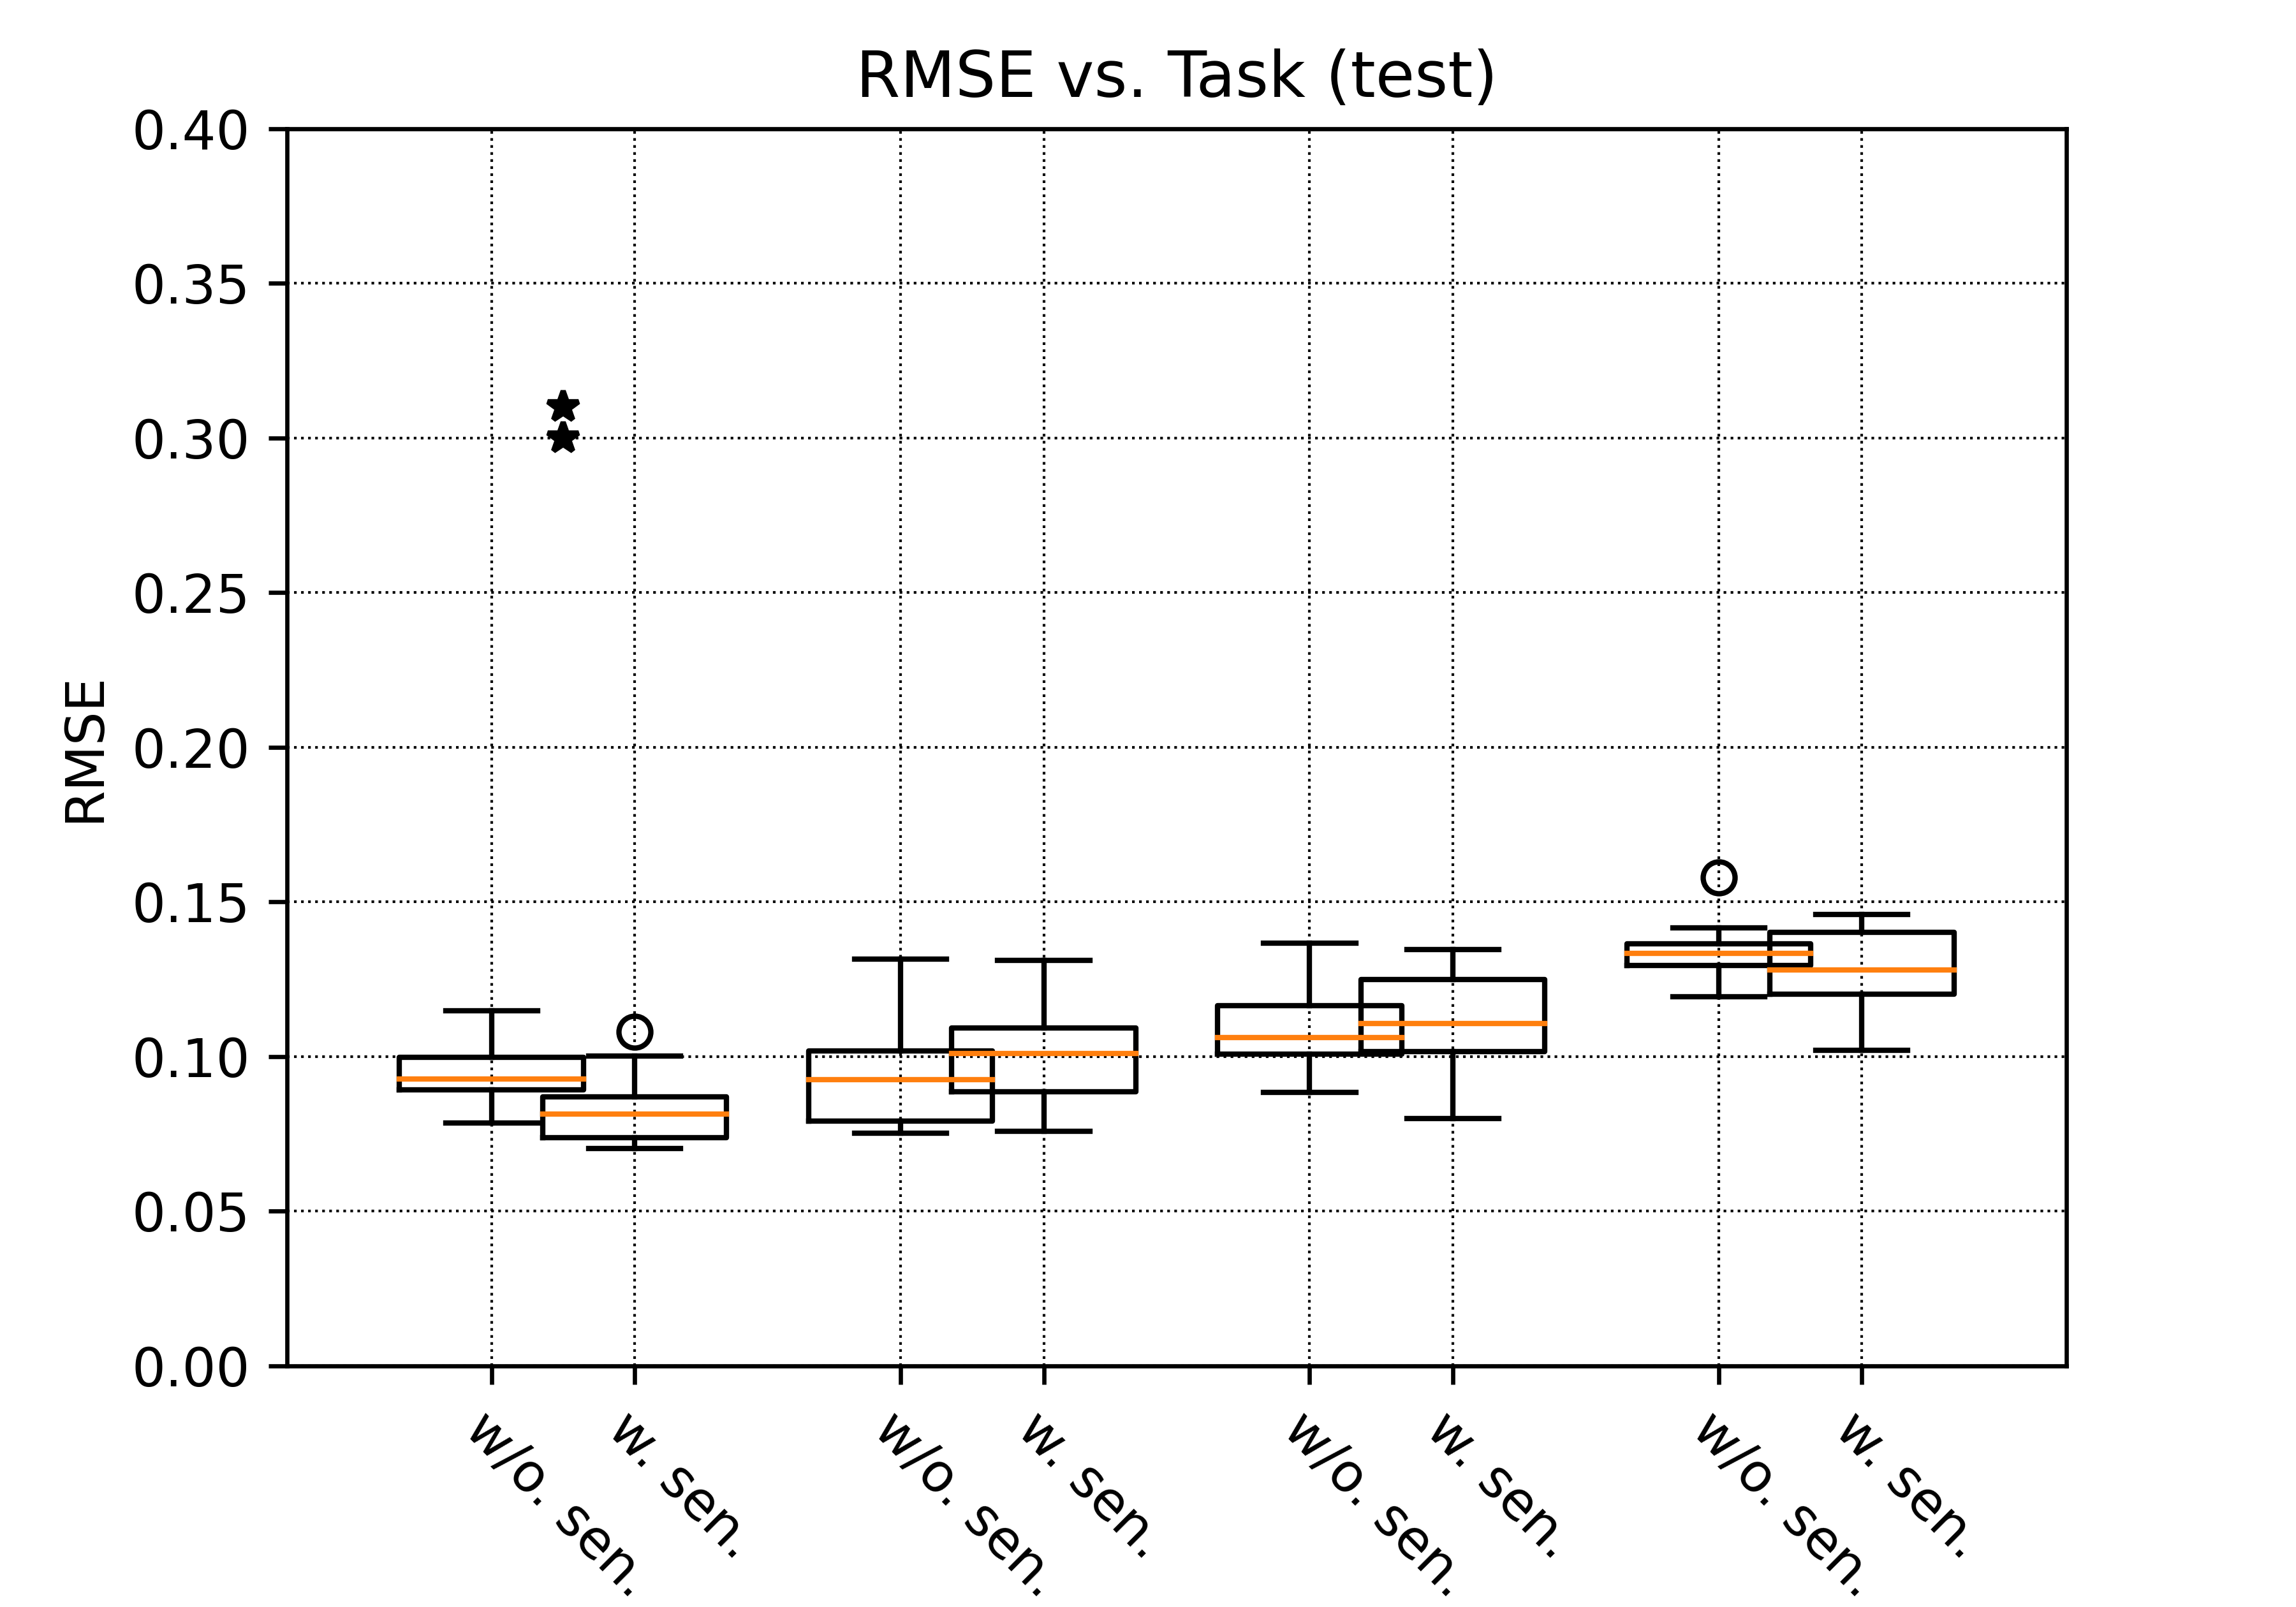 RMSE vs. Task (test)
0.40
0.35
0.30
0.25
0.20
0.15
0.10
0.05
0.00
RMSE
w/o. sen.
w. sen.
w/o. sen.
w. sen.
w/o. sen.
w. sen.
w/o. sen.
w. sen.